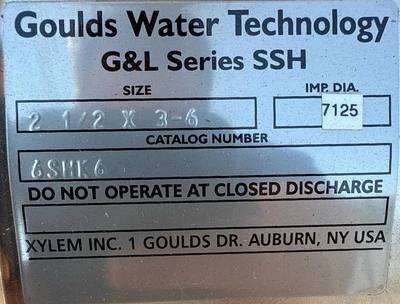 Goulds Water Technology
G&L Series SSH
SIZE IMP. DIA.
2 1/2 X 3-6 7125
CATALOG NUMBER
6SHK6
DO NOT OPERATE AT CLOSED DISCHARGE
XYLEM INC. 1 GOULDS DR. AUBURN, NY USA